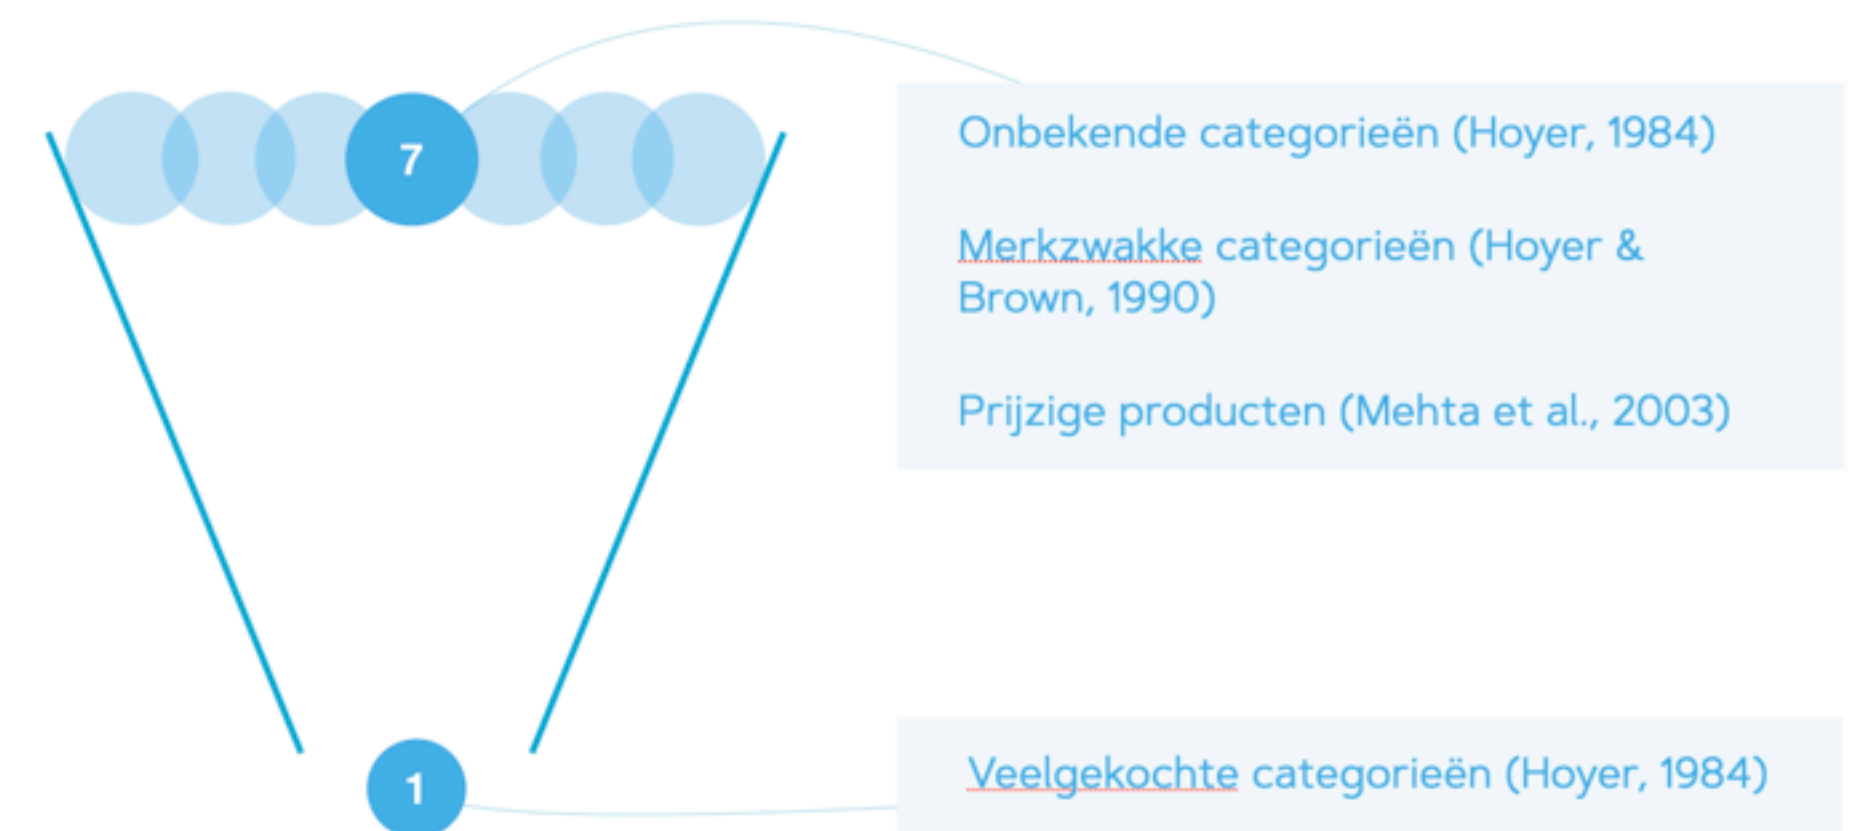 7
Onbekende categorieën (Hoyer, 1984)
Merkzwakke categorieën (Hoyer &
Brown, 1990)
Prijzige producten (Mehta et al., 2003)
1
Veelgekochte categorieën (Hoyer, 1984)